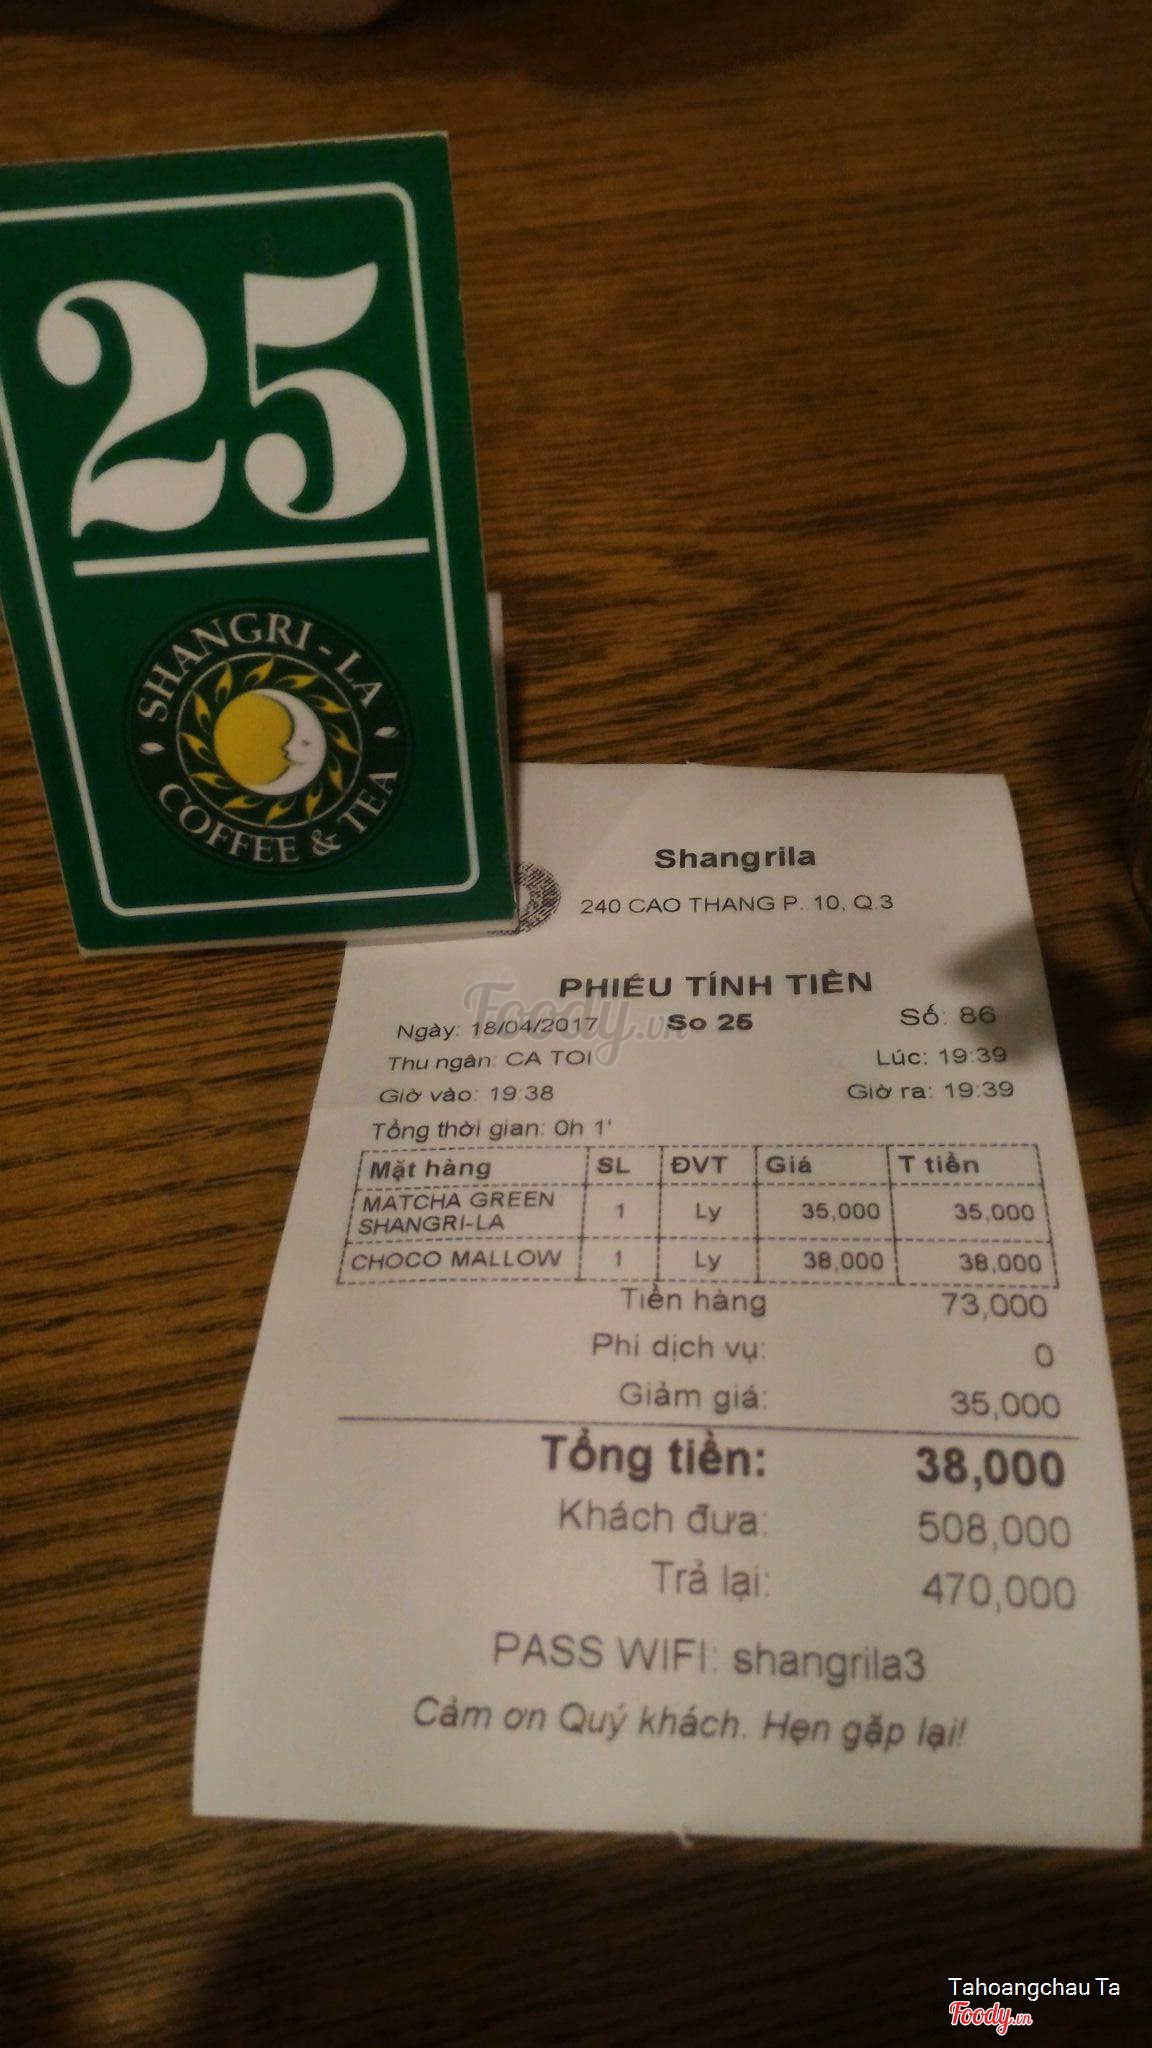 25
SHANGRI-LA
COFFEE & TEA
Shangrila
240 CAO THANG P. 10, Q.3
PHIẾU TÍNH TIỀN
Ngày: 18/04/2017 So 25 Số: 86
Thu ngân: CA TOI Lúc: 19:39
Giờ vào: 19:38 Giờ ra: 19:39
Tổng thời gian: 0h 1'
Mặt hàng SL ĐVT Giá T tiền
MATCHA GREEN SHANGRI-LA 1 Ly 35,000 35,000
CHOCO MALLOW 1 Ly 38,000 38,000
Tiền hàng 73,000
Phí dịch vụ: 0
Giảm giá: 35,000
Tổng tiền: 38,000
Khách đưa: 508,000
Trả lại: 470,000
PASS WIFI: shangrila3
Cảm ơn Quý khách. Hẹn gặp lại!
Foody.vn
Tahoangchau Ta
Foody.vn